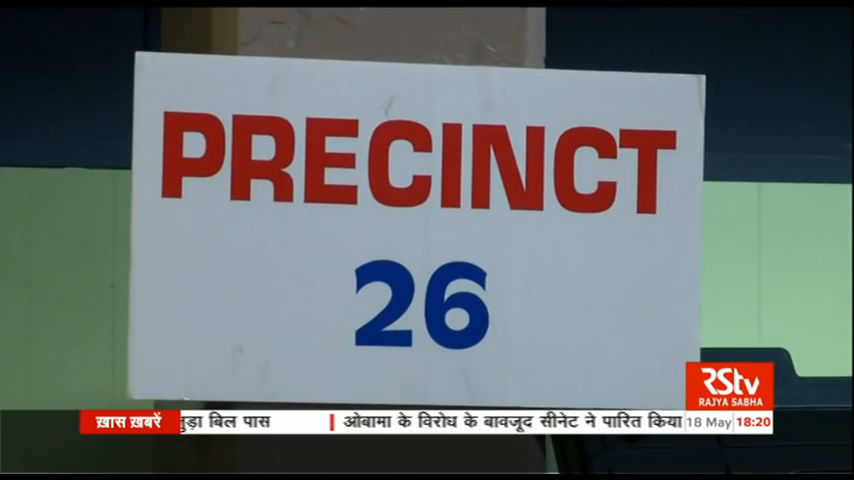 PRECINCT
26
RStv
RAJYA SABHA
ख़ास ख़बरें
बिल पास
ओबामा के विरोध के बावजूद सीनेट ने पारित किया
18 May
18:20